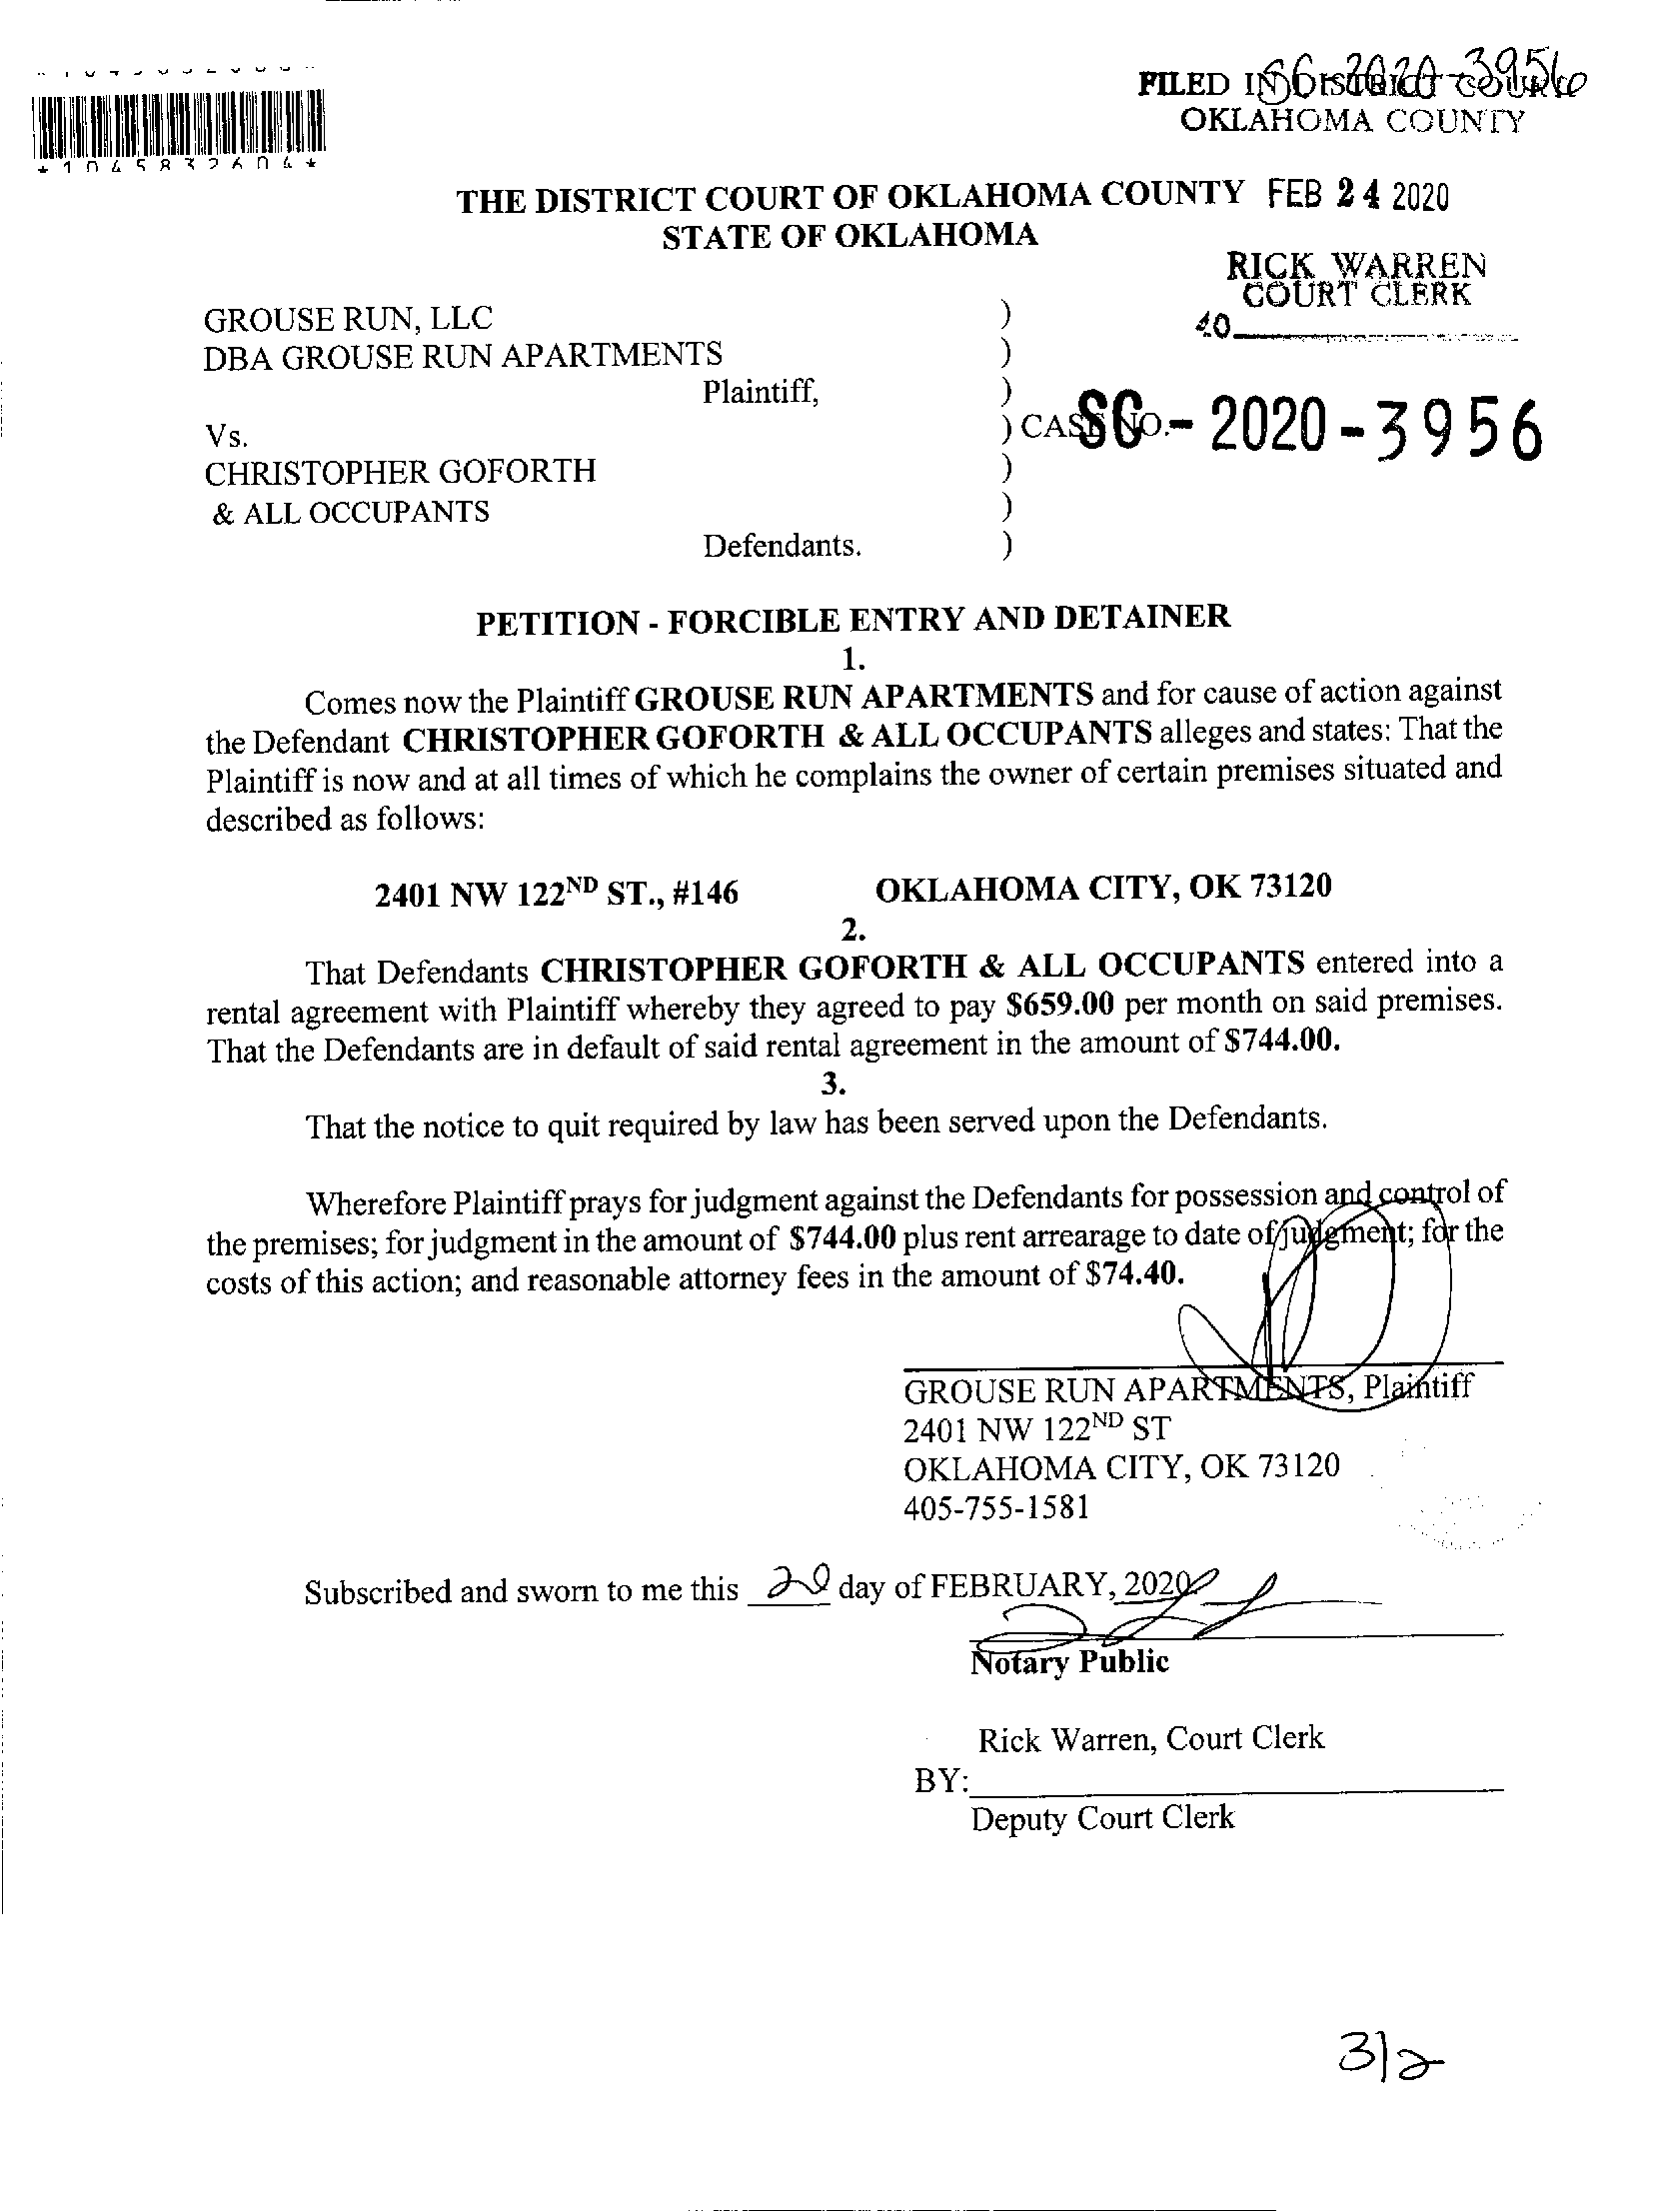 SC-2020-3956
FILED IN DISTRICT COURT
OKLAHOMA COUNTY
*1045832604*
THE DISTRICT COURT OF OKLAHOMA COUNTY FEB 24 2020
STATE OF OKLAHOMA
RICK WARREN
COURT CLERK
40
GROUSE RUN, LLC )
DBA GROUSE RUN APARTMENTS )
Plaintiff, )
Vs. ) CASE NO. SC-2020-3956
CHRISTOPHER GOFORTH )
& ALL OCCUPANTS )
Defendants. )
PETITION - FORCIBLE ENTRY AND DETAINER
1.
Comes now the Plaintiff GROUSE RUN APARTMENTS and for cause of action against
the Defendant CHRISTOPHER GOFORTH & ALL OCCUPANTS alleges and states: That the
Plaintiff is now and at all times of which he complains the owner of certain premises situated and
described as follows:
2401 NW 122ND ST., #146 OKLAHOMA CITY, OK 73120
2.
That Defendants CHRISTOPHER GOFORTH & ALL OCCUPANTS entered into a
rental agreement with Plaintiff whereby they agreed to pay $659.00 per month on said premises.
That the Defendants are in default of said rental agreement in the amount of $744.00.
3.
That the notice to quit required by law has been served upon the Defendants.
Wherefore Plaintiff prays for judgment against the Defendants for possession and control of
the premises; for judgment in the amount of $744.00 plus rent arrearage to date of judgment; for the
costs of this action; and reasonable attorney fees in the amount of $74.40.
GROUSE RUN APARTMENTS, Plaintiff
2401 NW 122ND ST
OKLAHOMA CITY, OK 73120
405-755-1581
Subscribed and sworn to me this 20 day of FEBRUARY, 2020.
Notary Public
Rick Warren, Court Clerk
BY:
Deputy Court Clerk
3/2